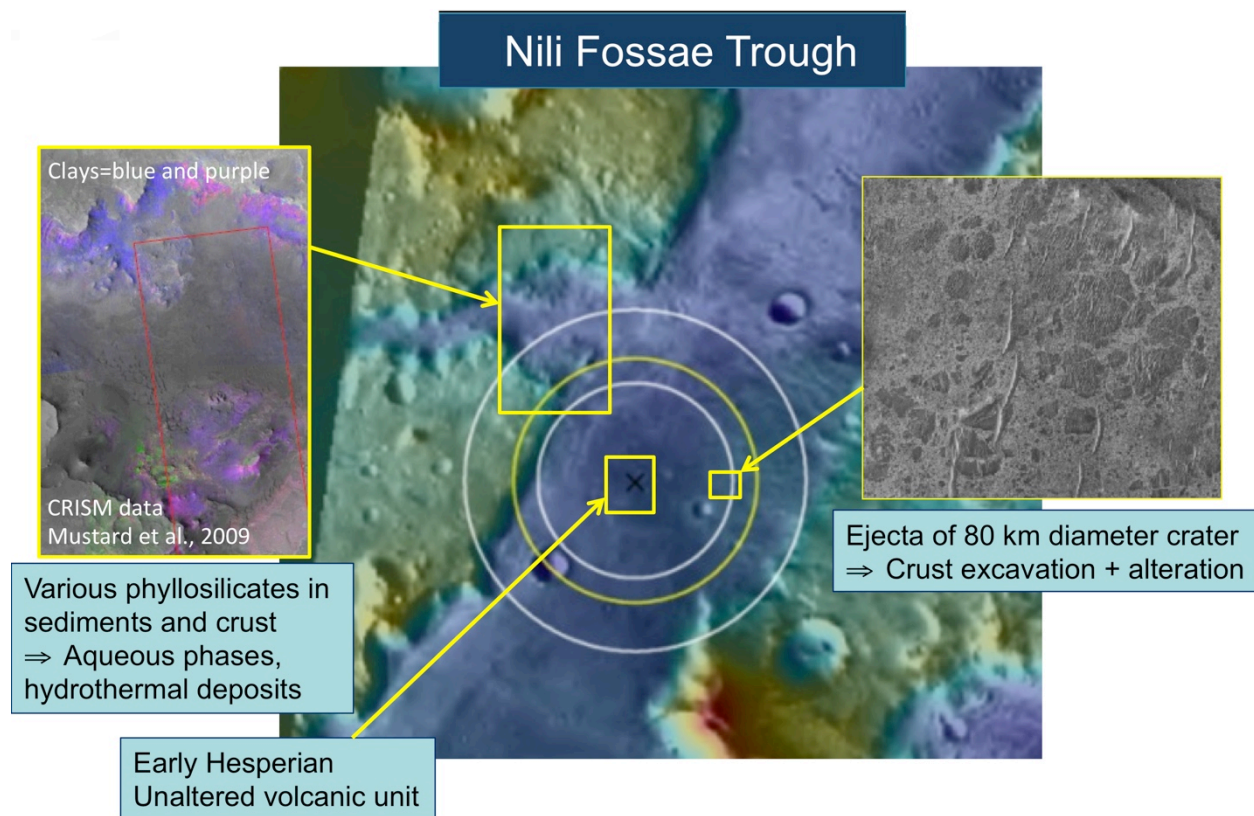 Nili Fossae Trough
Clays=blue and purple
CRISM data
Mustard et al., 2009
Various phyllosilicates in
sediments and crust
⇒ Aqueous phases,
hydrothermal deposits
Ejecta of 80 km diameter crater
⇒ Crust excavation + alteration
Early Hesperian
Unaltered volcanic unit